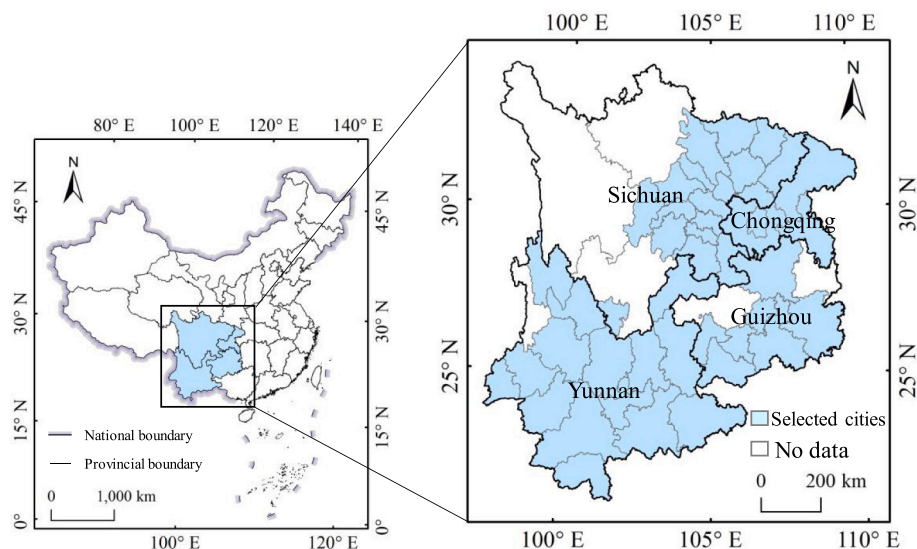 100° E 105° E 110° E
N
30° N
25° N
30° N
25° N
Sichuan
Chongqing
Guizhou
Yunnan
Selected cities
No data
0 200 km
100° E 105° E 110° E
80° E 100° E 120° E 140° E
N
45° N
30° N
15° N
0°
45° N
30° N
15° N
0°
National boundary
Provincial boundary
0 1,000 km
100° E 120° E